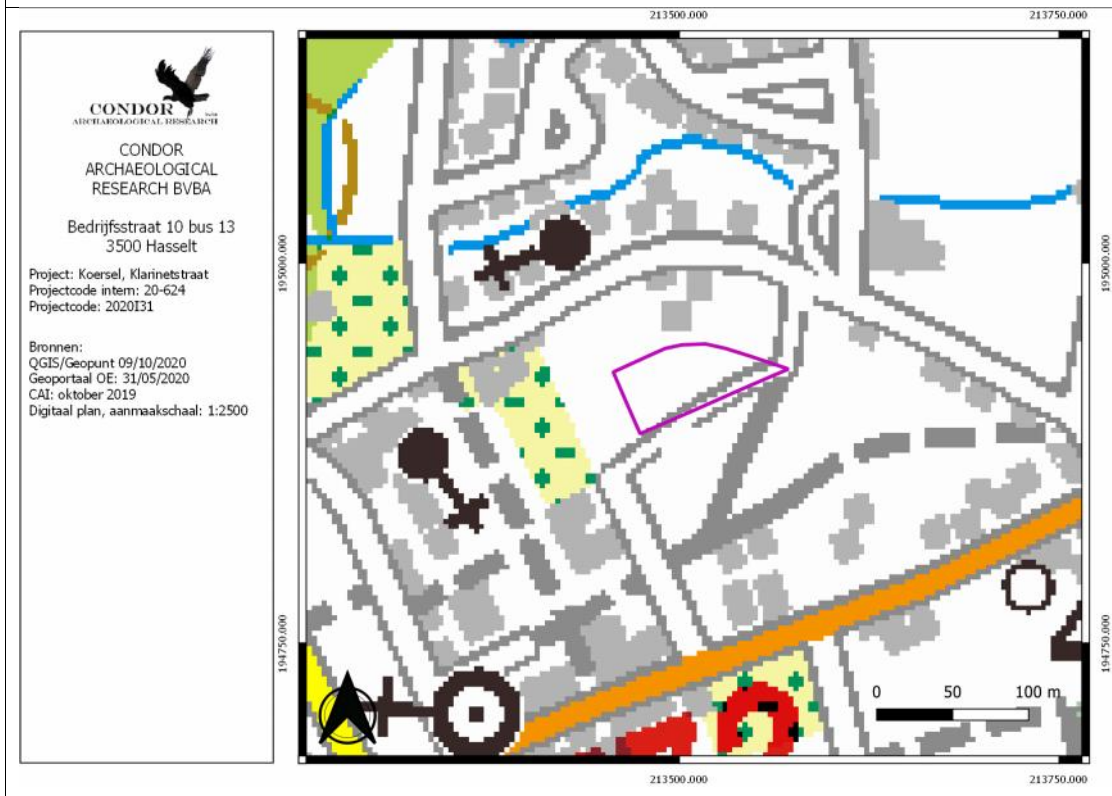 213500.000
213750.000
CONDOR
ARCHAEOLOGICAL RESEARCH
CONDOR
ARCHAEOLOGICAL
RESEARCH BVBA
Bedrijfsstraat 10 bus 13
3500 Hasselt
Project: Koersel, Klarinetstraat
Projectcode intern: 20-624
Projectcode: 2020I31
Bronnen:
QGIS/Geopunt 09/10/2020
Geoportaal OE: 31/05/2020
CAI: oktober 2019
Digitaal plan, aanmaakschaal: 1:2500
195000.000
195000.000
194750.000
194750.000
0 50 100 m
213500.000
213750.000